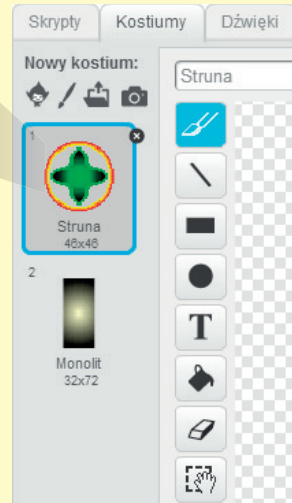 Skrypty Kostiumy Dźwięki
Nowy kostium:
Struna
1
Struna
46x46
2
Monolit
32x72
T